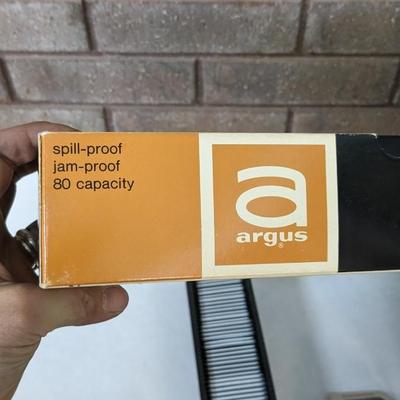 spill-proof
jam-proof
80 capacity
a
argus
®